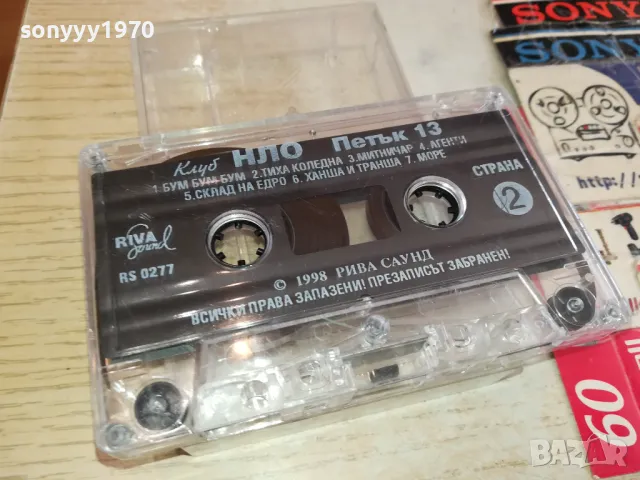 sonyyy1970
SONY
SONY
Клуб НЛО Петък 13
1.БУМ БУМ БУМ 2.ТИХА КОЛЕДНА 3.МИТНИЧАР 4. АГЕНТИ
5.СКЛАД НА ЕДРО 6. ХАНША И ТРАНША 7. МОРЕ
СТРАНА
2
RIVA
sound
RS 0277
© 1998 РИВА САУНД
ВСИЧКИ ПРАВА ЗАПАЗЕНИ! ПРЕЗАПИСЪТ ЗАБРАНЕН!
http://
60
BAZAR
bg